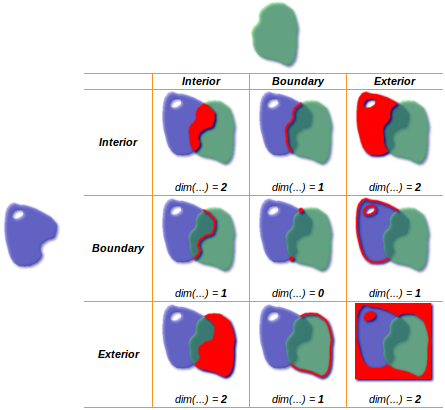 Interior Boundary Exterior
Interior
dim(...) = 2 dim(...) = 1 dim(...) = 2
Boundary
dim(...) = 1 dim(...) = 0 dim(...) = 1
Exterior
dim(...) = 2 dim(...) = 1 dim(...) = 2